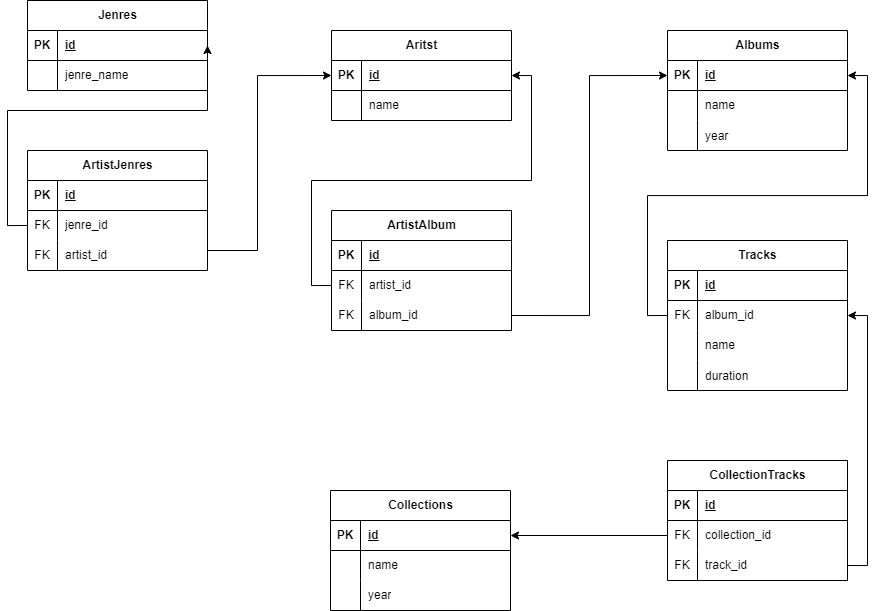 Jenres
PK id
jenre_name
ArtistJenres
PK id
FK jenre_id
FK artist_id
Aritst
PK id
name
ArtistAlbum
PK id
FK artist_id
FK album_id
Albums
PK id
name
year
Tracks
PK id
FK album_id
name
duration
Collections
PK id
name
year
CollectionTracks
PK id
FK collection_id
FK track_id